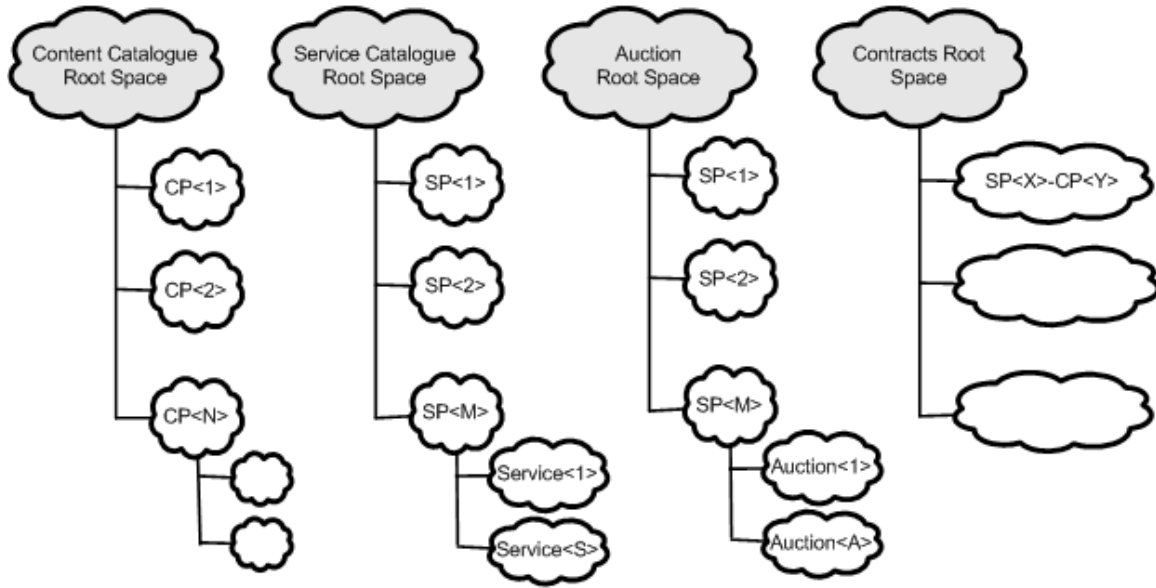 Content Catalogue
Root Space
Service Catalogue
Root Space
Auction
Root Space
Contracts Root
Space
CP<1>
SP<1>
SP<1>
SP<X>-CP<Y>
CP<2>
SP<2>
SP<2>
CP<N>
SP<M>
SP<M>
Service<1>
Auction<1>
Service<S>
Auction<A>